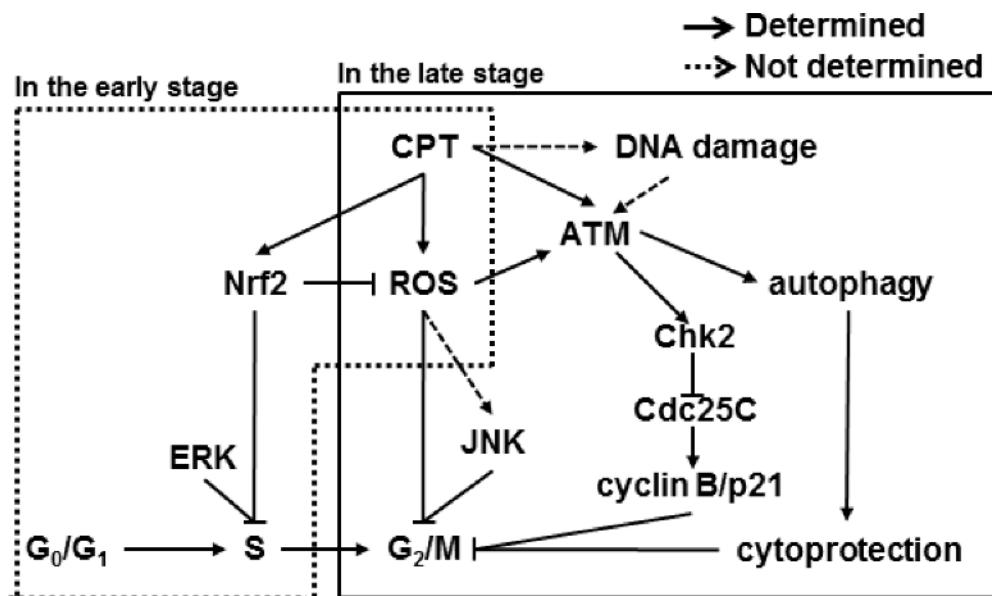 Determined
Not determined
In the early stage
In the late stage
CPT
DNA damage
ATM
Nrf2
ROS
autophagy
Chk2
Cdc25C
ERK
JNK
cyclin B/p21
G₀/G₁
S
G₂/M
cytoprotection